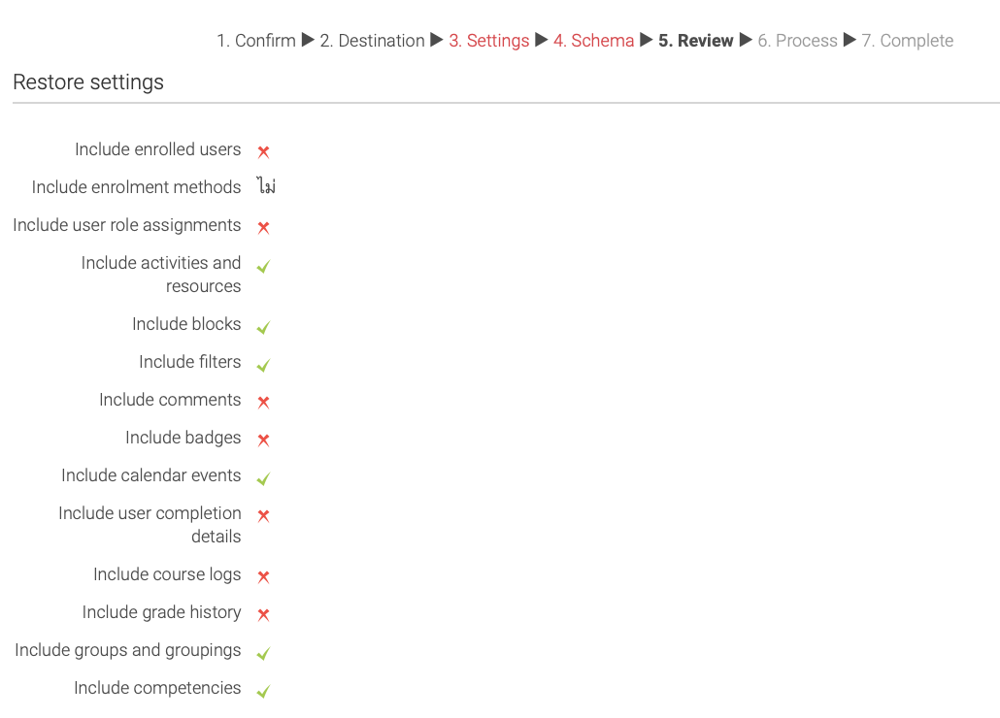 1. Confirm ▶ 2. Destination ▶ 3. Settings ▶ 4. Schema ▶ 5. Review ▶ 6. Process ▶ 7. Complete
Restore settings
Include enrolled users
Include enrolment methods ไม่
Include user role assignments
Include activities and
resources
Include blocks
Include filters
Include comments
Include badges
Include calendar events
Include user completion
details
Include course logs
Include grade history
Include groups and groupings
Include competencies